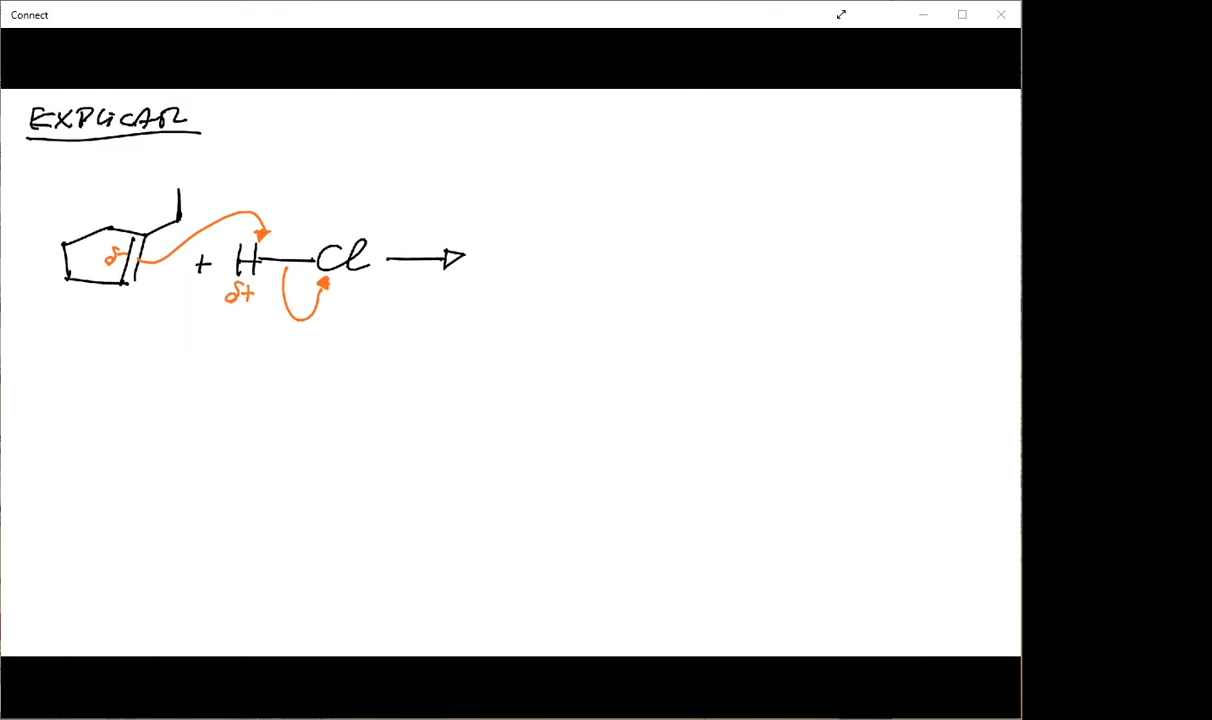 Connect
EXPLICAR
δ- + H—Cl
δ+